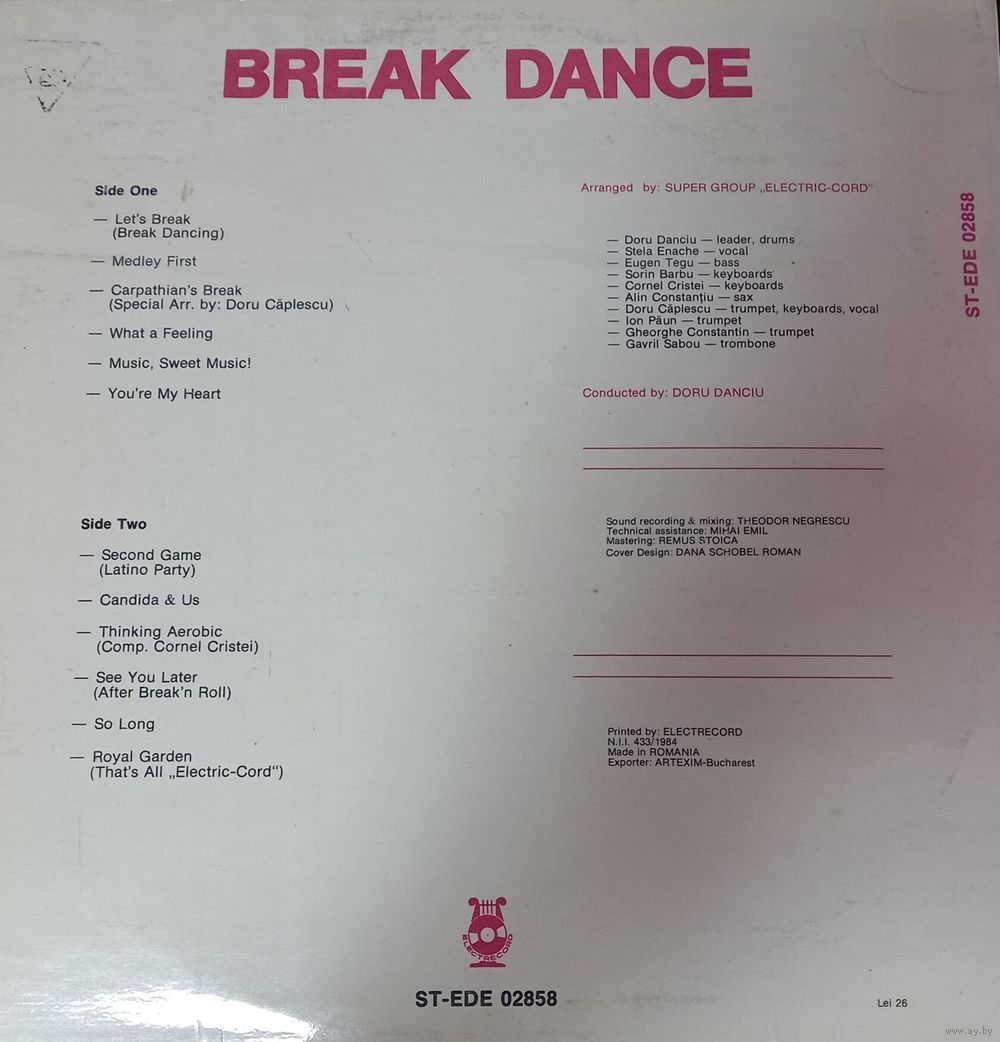 BREAK DANCE
Side One
— Let's Break
(Break Dancing)
— Medley First
— Carpathian's Break
(Special Arr. by: Doru Căplescu)
— What a Feeling
— Music, Sweet Music!
— You're My Heart
Side Two
— Second Game
(Latino Party)
— Candida & Us
— Thinking Aerobic
(Comp. Cornel Cristei)
— See You Later
(After Break'n Roll)
— So Long
— Royal Garden
(That's All „Electric-Cord“)
Arranged by: SUPER GROUP „ELECTRIC-CORD“
— Doru Danciu — leader, drums
— Stela Enache — vocal
— Eugen Tegu — bass
— Sorin Barbu — keyboards
— Cornel Cristei — keyboards
— Alin Constanțiu — sax
— Doru Căplescu — trumpet, keyboards, vocal
— Ion Păun — trumpet
— Gheorghe Constantin — trumpet
— Gavril Sabou — trombone
Conducted by: DORU DANCIU
Sound recording & mixing: THEODOR NEGRESCU
Technical assistance: MIHAI EMIL
Mastering: REMUS STOICA
Cover Design: DANA SCHOBEL ROMAN
Printed by: ELECTRECORD
N.I.I. 433/1984
Made in ROMANIA
Exporter: ARTEXIM-Bucharest
ST-EDE 02858
ELECTRECORD
ST-EDE 02858
Lei 26
www.ay.by